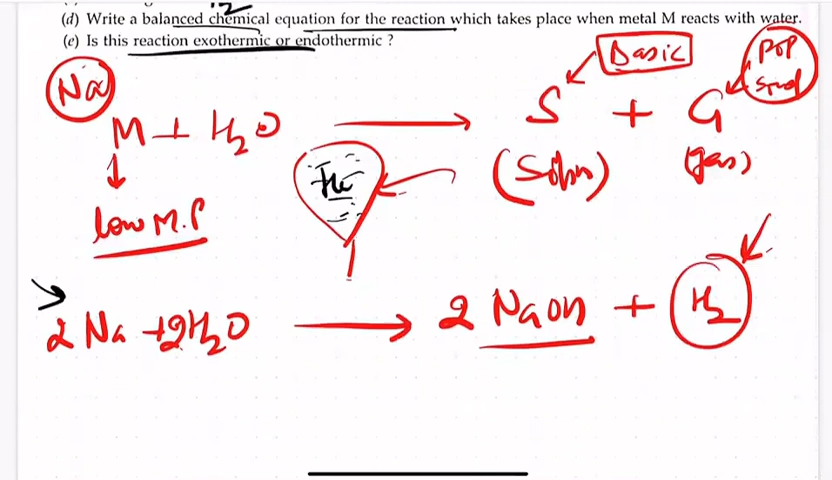 (d) Write a balanced chemical equation for the reaction which takes place when metal M reacts with water.
(e) Is this reaction exothermic or endothermic ?
Basic
POP
Sound
Na
M + H2O → S + G
(Soln) (gas)
low M.P
2 Na + 2H2O → 2 NaOH + H2